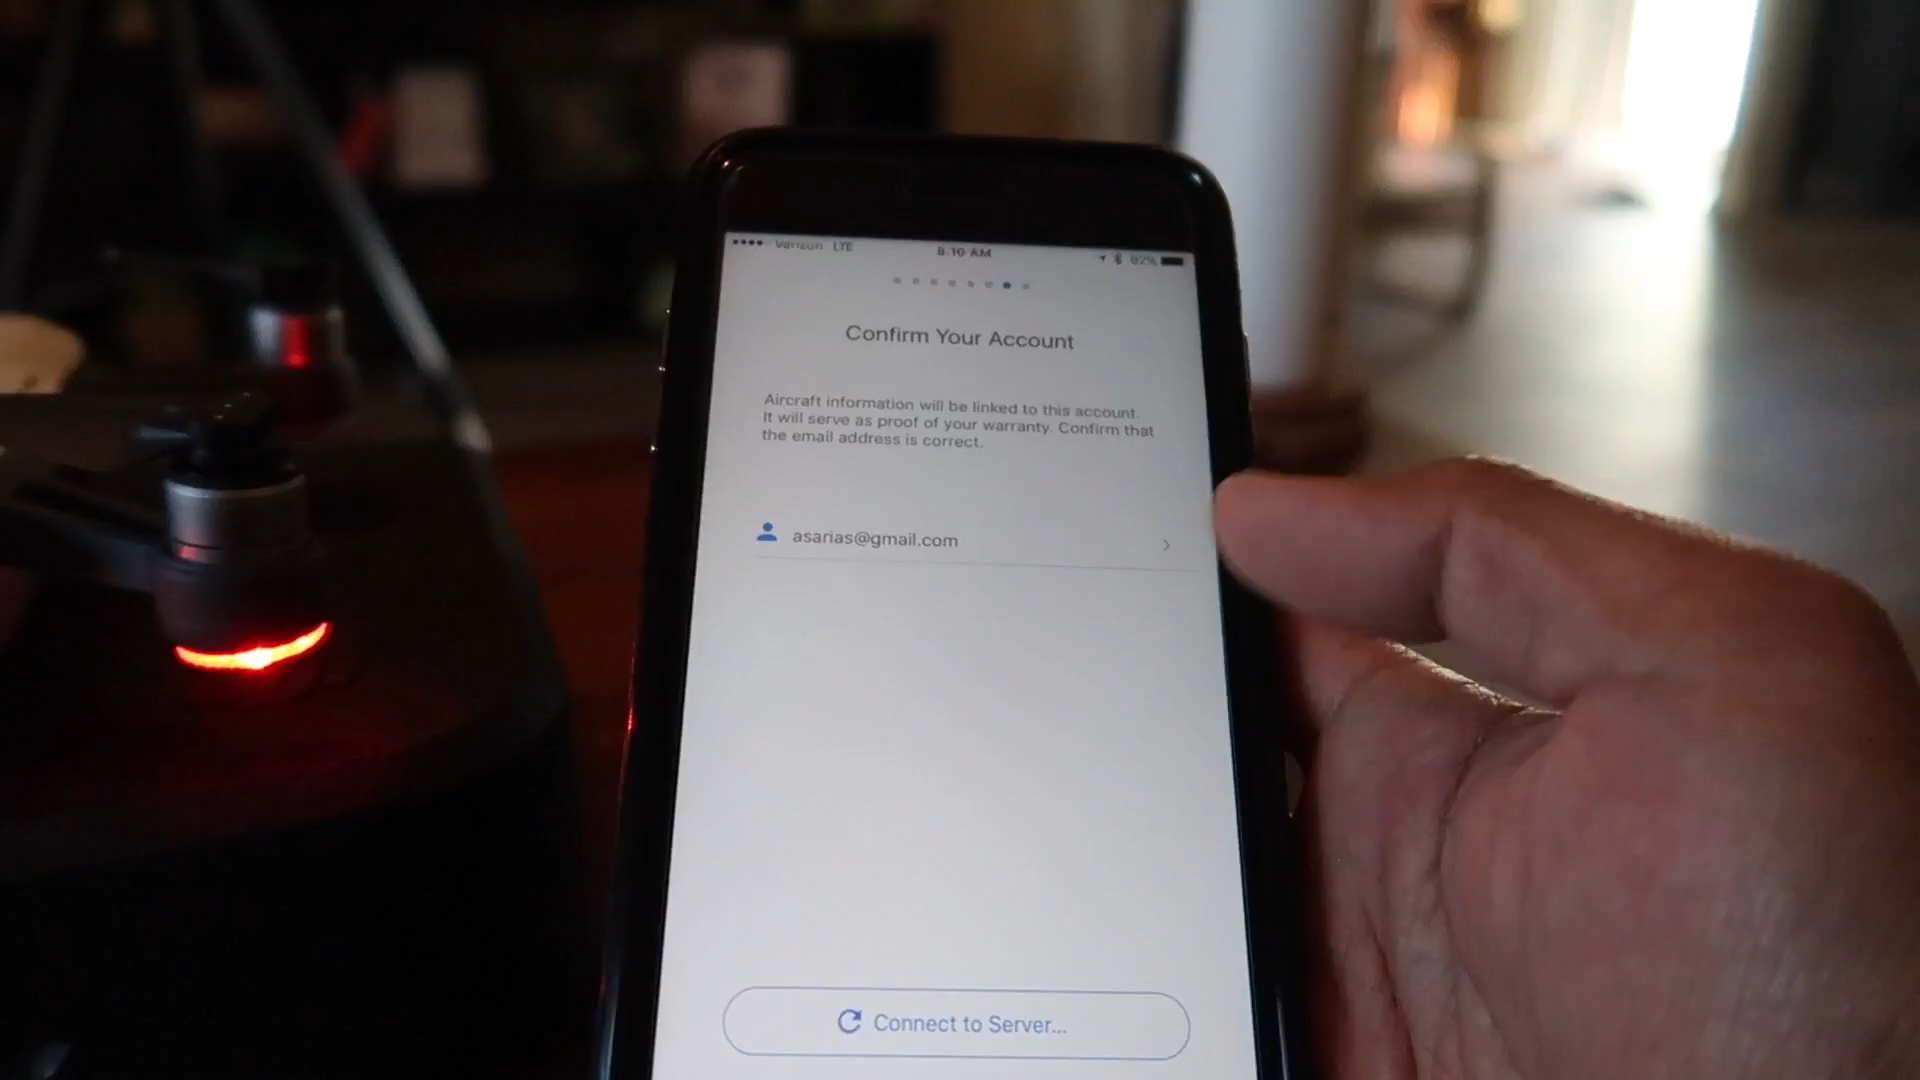 Verizon LTE 8:10 AM 92%
Confirm Your Account
Aircraft information will be linked to this account.
It will serve as proof of your warranty. Confirm that
the email address is correct.
asarias@gmail.com
Connect to Server...